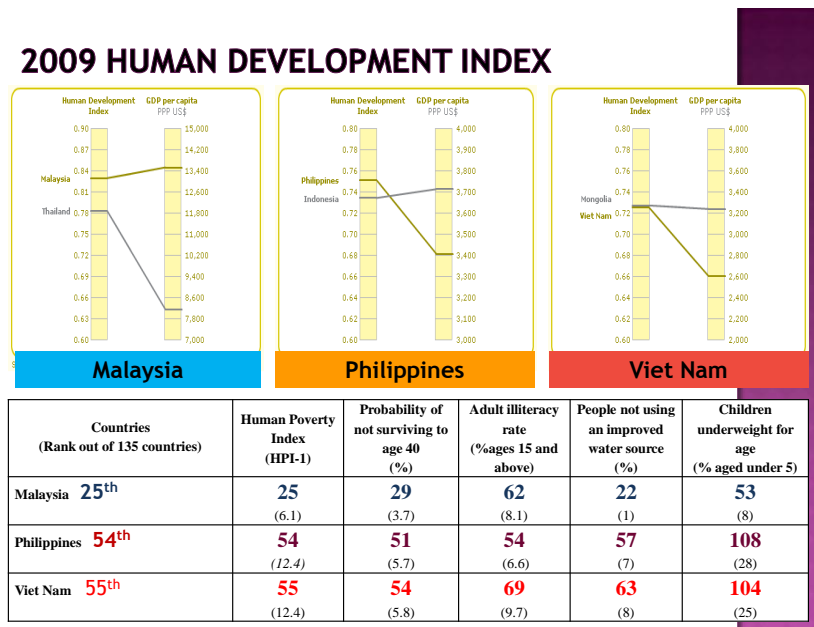 2009 HUMAN DEVELOPMENT INDEX
Human Development Index GDP per capita PPP US$
0.90 15,000
0.87 14,200
0.84 13,400
Malaysia
0.81 12,600
Thailand 0.78 11,800
0.75 11,000
0.72 10,200
0.69 9,400
0.66 8,600
0.63 7,800
0.60 7,000
Malaysia
Human Development Index GDP per capita PPP US$
0.80 4,000
0.78 3,900
0.76 3,800
Philippines
0.74 3,700
Indonesia
0.72 3,600
0.70 3,500
0.68 3,400
0.66 3,300
0.64 3,200
0.62 3,100
0.60 3,000
Philippines
Human Development Index GDP per capita PPP US$
0.80 4,000
0.78 3,800
0.76 3,600
0.74 3,400
Mongolia
Viet Nam 0.72 3,200
0.70 3,000
0.68 2,800
0.66 2,600
0.64 2,400
0.62 2,200
0.60 2,000
Viet Nam
Countries
(Rank out of 135 countries)
Human Poverty
Index
(HPI-1)
Probability of
not surviving to
age 40
(%)
Adult illiteracy
rate
(%ages 15 and
above)
People not using
an improved
water source
(%)
Children
underweight for
age
(% aged under 5)
Malaysia 25th 25 29 62 22 53
(6.1) (3.7) (8.1) (1) (8)
Philippines 54th 54 51 54 57 108
(12.4) (5.7) (6.6) (7) (28)
Viet Nam 55th 55 54 69 63 104
(12.4) (5.8) (9.7) (8) (25)